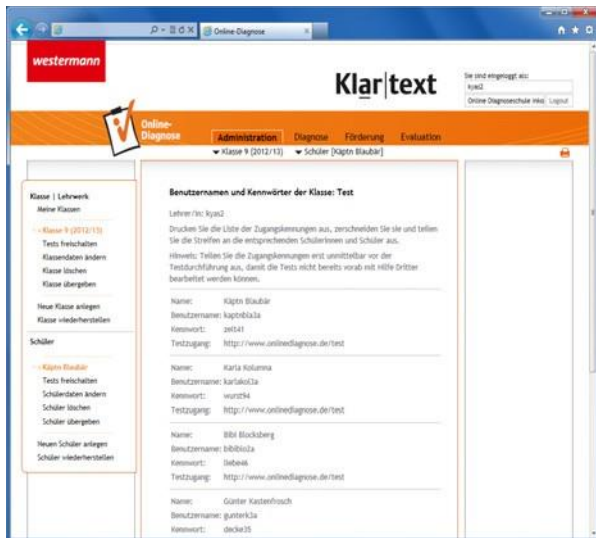 Online-Diagnose
westermann
Klar|text
Sie sind eingeloggt als:
kyas2
Online Diagnoseschule inko Logout
Online-
Diagnose
Administration Diagnose Förderung Evaluation
Klasse 9 (2012/13) Schüler [Käptn Blaubär]
Klasse | Lehrwerk
Meine Klassen
Klasse 9 (2012/13)
Tests freischalten
Klassendaten ändern
Klasse löschen
Klasse übergeben
Neue Klasse anlegen
Klasse wiederherstellen
Schüler
Käptn Blaubär
Tests freischalten
Schülerdaten ändern
Schüler löschen
Schüler übergeben
Neuen Schüler anlegen
Schüler wiederherstellen
Benutzernamen und Kennwörter der Klasse: Test
Lehrer/in: kyas2
Drucken Sie die Liste der Zugangskennungen aus, zerschneiden Sie sie und teilen
Sie die Streifen an die entsprechenden Schülerinnen und Schüler aus.
Hinweis: Teilen Sie die Zugangskennungen erst unmittelbar vor der
Testdurchführung aus, damit die Tests nicht bereits vorab mit Hilfe Dritter
bearbeitet werden können.
Name: Käptn Blaubär
Benutzername: kaptnbla3a
Kennwort: zelt41
Testzugang: http://www.onlinediagnose.de/test
Name: Karla Kolumna
Benutzername: karlakol3a
Kennwort: wurst94
Testzugang: http://www.onlinediagnose.de/test
Name: Bibi Blocksberg
Benutzername: bibiblo2a
Kennwort: liebe46
Testzugang: http://www.onlinediagnose.de/test
Name: Günter Kastenfrosch
Benutzername: gunterk3a
Kennwort: decke35